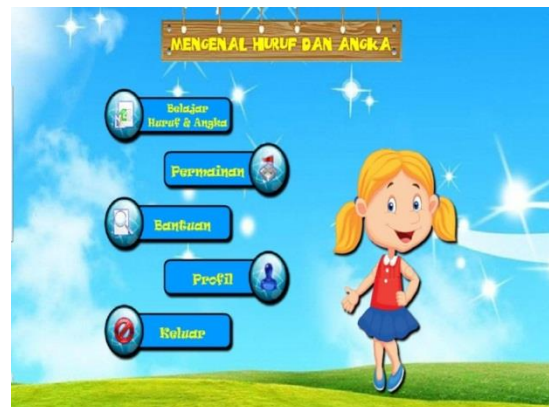 MENGENAL HURUF DAN ANGKA
Belajar
Huruf & Angka
Permainan
Bantuan
Profil
Keluar